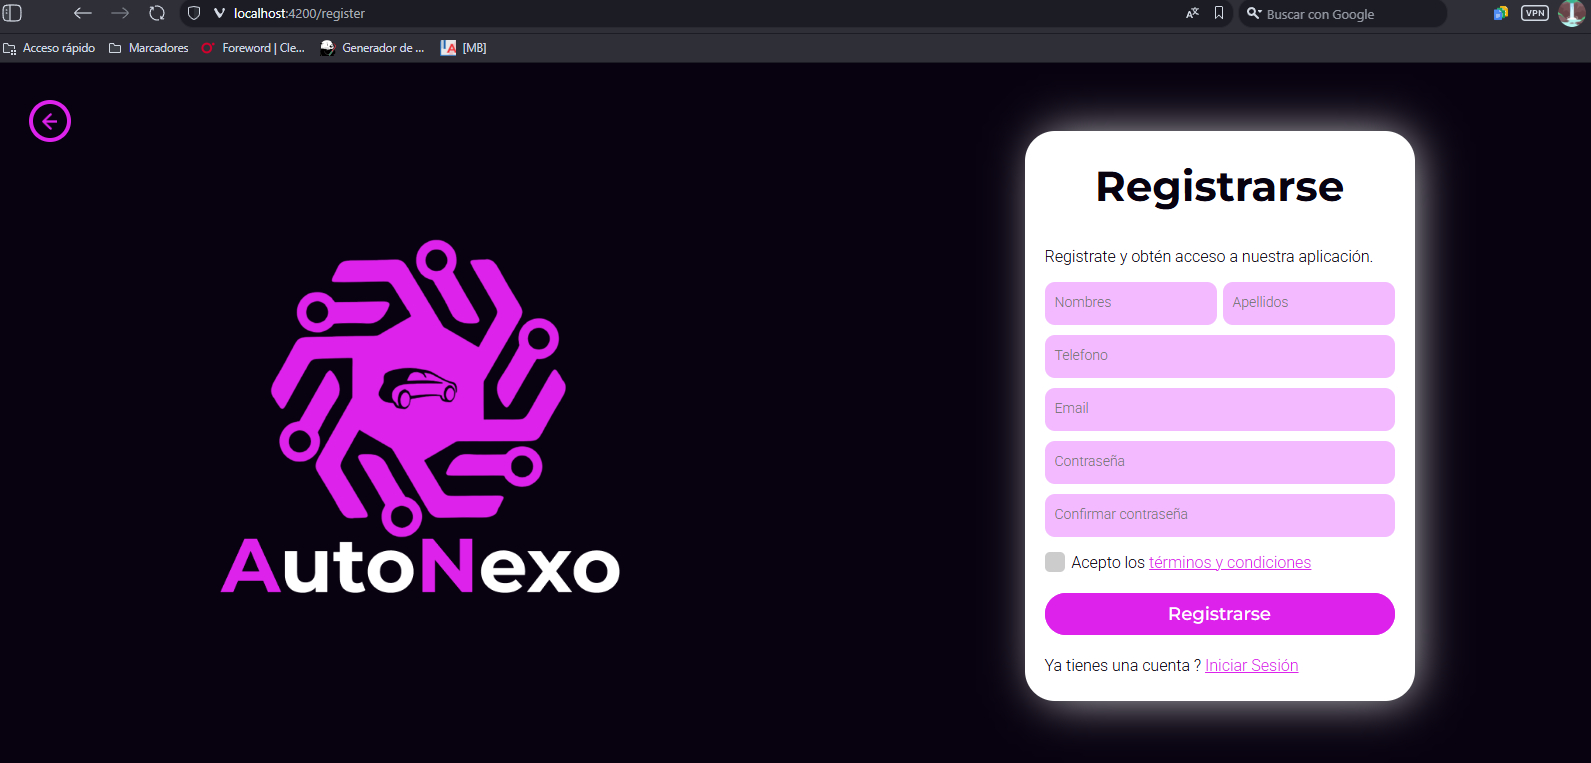 localhost:4200/register
Buscar con Google
VPN
Acceso rápido
Marcadores
Foreword | Cle...
Generador de ...
[MB]
AutoNexo
Registrarse
Registrate y obtén acceso a nuestra aplicación.
Nombres
Apellidos
Telefono
Email
Contraseña
Confirmar contraseña
Acepto los términos y condiciones
Registrarse
Ya tienes una cuenta ? Iniciar Sesión